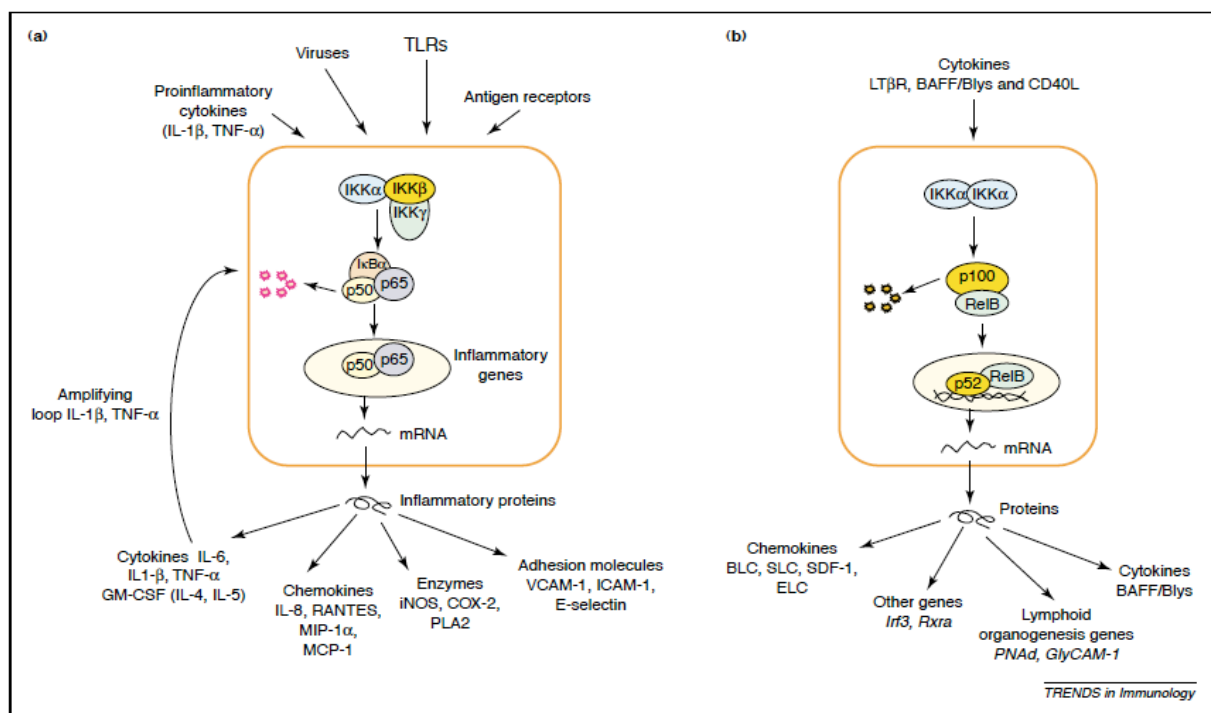 (a)
Viruses
TLRs
Proinflammatory
cytokines
(IL-1β, TNF-α)
Antigen receptors
IKKα
IKKβ
IKKγ
IκBα
p50
p65
p50
p65
Inflammatory
genes
Amplifying
loop IL-1β, TNF-α
mRNA
Inflammatory proteins
Cytokines IL-6,
IL1-β, TNF-α
GM-CSF (IL-4, IL-5)
Chemokines
IL-8, RANTES,
MIP-1α,
MCP-1
Enzymes
iNOS, COX-2,
PLA2
Adhesion molecules
VCAM-1, ICAM-1,
E-selectin
(b)
Cytokines
LTβR, BAFF/Blys and CD40L
IKKα
IKKα
p100
RelB
p52
RelB
mRNA
Proteins
Chemokines
BLC, SLC, SDF-1,
ELC
Other genes
Irf3, Rxra
Lymphoid
organogenesis genes
PNAd, GlyCAM-1
Cytokines
BAFF/Blys
TRENDS in Immunology